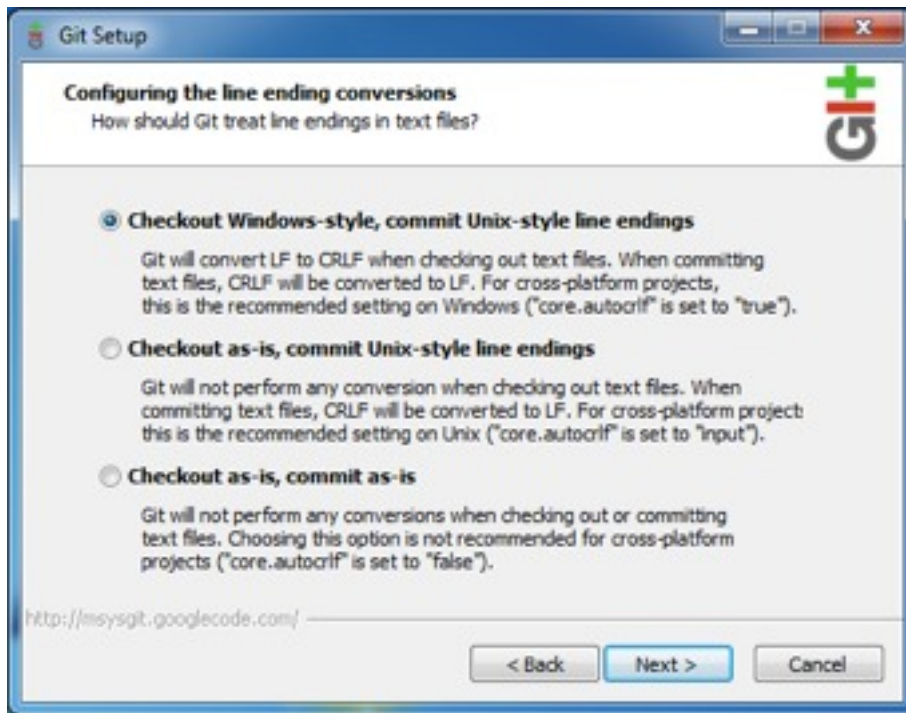 Git Setup
Configuring the line ending conversions
How should Git treat line endings in text files?
GIt
Checkout Windows-style, commit Unix-style line endings
Git will convert LF to CRLF when checking out text files. When committing
text files, CRLF will be converted to LF. For cross-platform projects,
this is the recommended setting on Windows ("core.autocrlf" is set to "true").
Checkout as-is, commit Unix-style line endings
Git will not perform any conversion when checking out text files. When
committing text files, CRLF will be converted to LF. For cross-platform project
this is the recommended setting on Unix ("core.autocrlf" is set to "input").
Checkout as-is, commit as-is
Git will not perform any conversions when checking out or committing
text files. Choosing this option is not recommended for cross-platform
projects ("core.autocrlf" is set to "false").
http://msysgit.googlecode.com/
< Back
Next >
Cancel